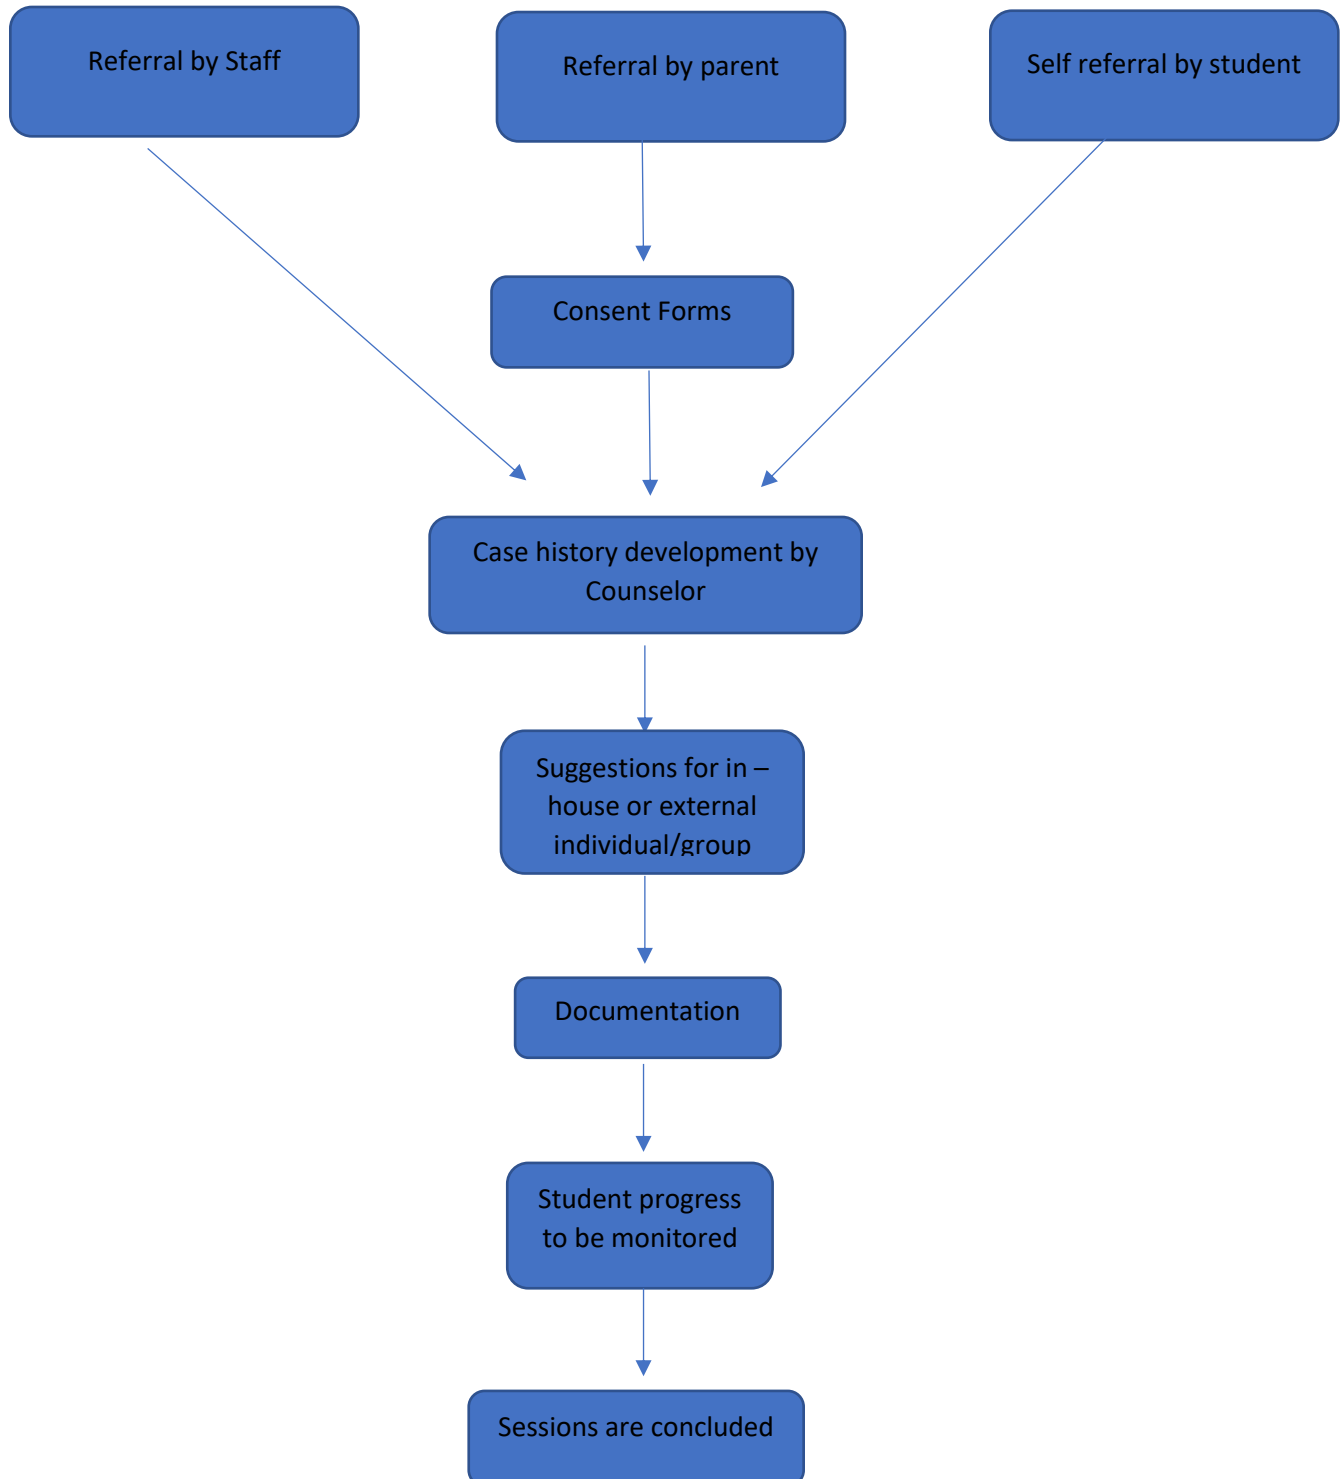 Referral by Staff
Referral by parent
Self referral by student
Consent Forms
Case history development by
Counselor
Suggestions for in –
house or external
individual/group
Documentation
Student progress
to be monitored
Sessions are concluded